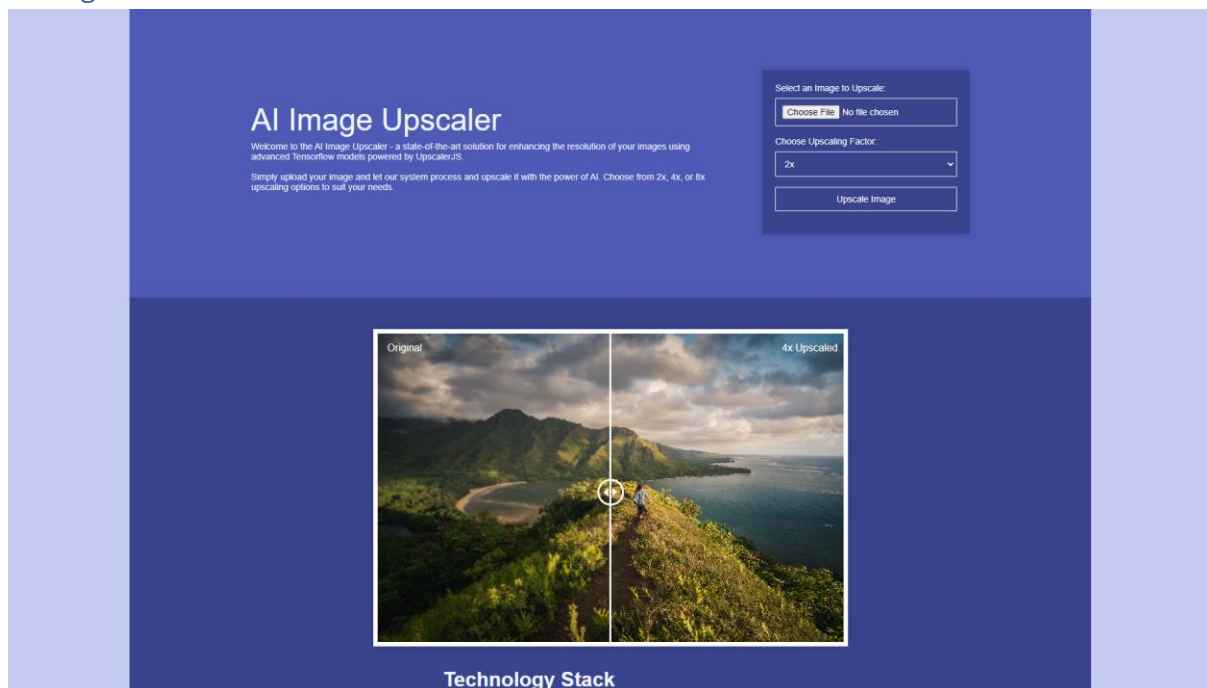 AI Image Upscaler
Welcome to the AI Image Upscaler - a state-of-the-art solution for enhancing the resolution of your images using
advanced Tensorflow models powered by UpscalerJS.
Simply upload your image and let our system process and upscale it with the power of AI. Choose from 2x, 4x, or 8x
upscaling options to suit your needs.
Select an Image to Upscale:
Choose File No file chosen
Choose Upscaling Factor:
2x
Upscale Image
Original
4x Upscaled
Technology Stack